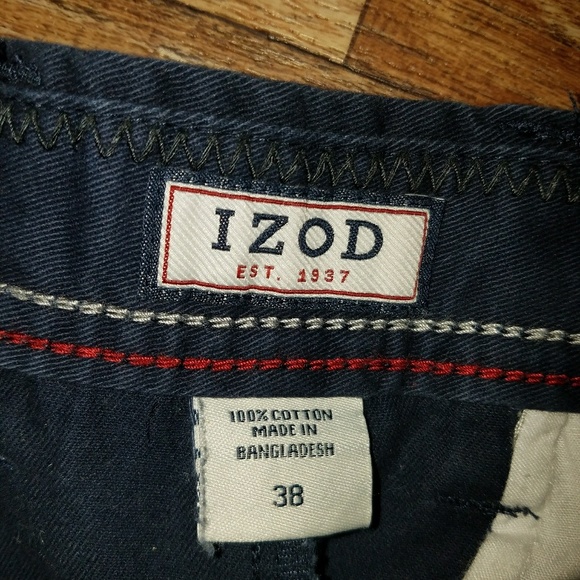 IZOD
EST. 1937
100% COTTON
MADE IN
BANGLADESH
38